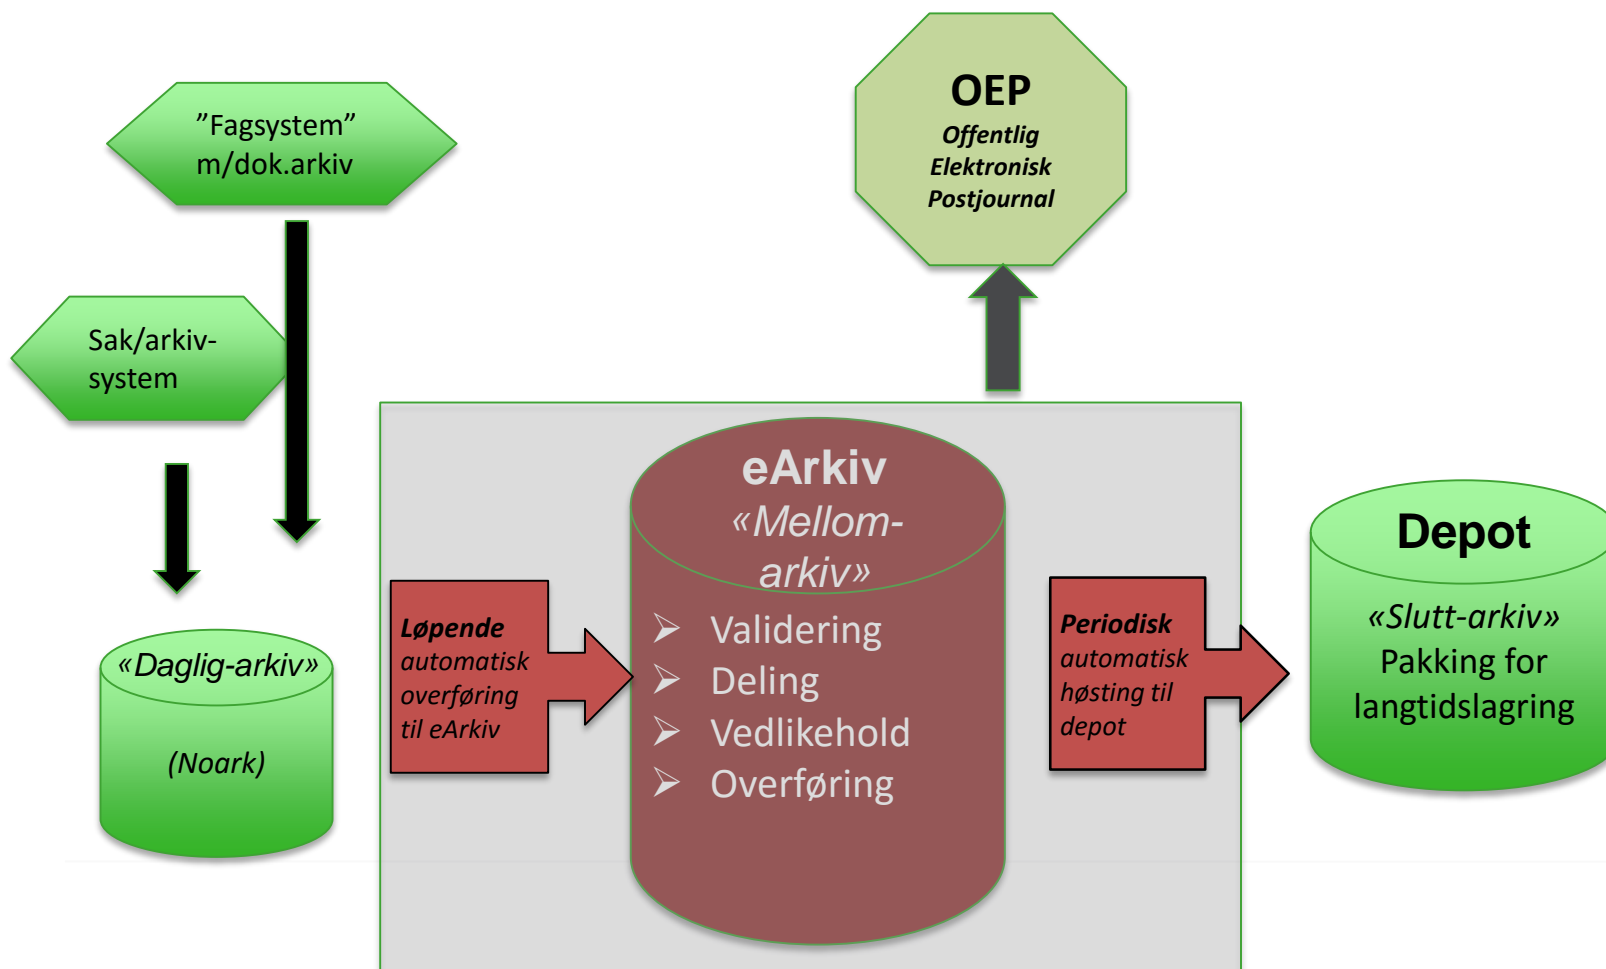 ”Fagsystem”
m/dok.arkiv
OEP
Offentlig
Elektronisk
Postjournal
Sak/arkiv-
system
eArkiv
«Mellom-
arkiv»
Validering
Deling
Vedlikehold
Overføring
«Daglig-arkiv»
(Noark)
Løpende
automatisk
overføring
til eArkiv
Periodisk
automatisk
høsting til
depot
Depot
«Slutt-arkiv»
Pakking for
langtidslagring